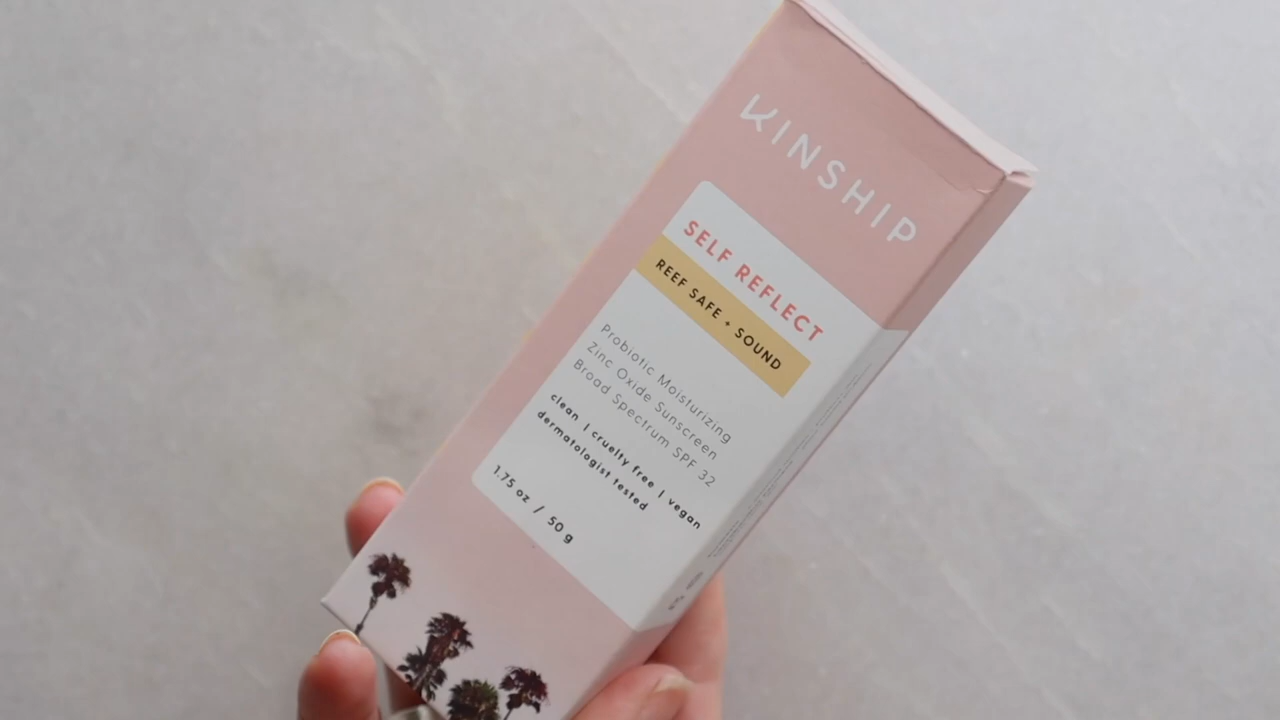 KINSHIP
SELF REFLECT
REEF SAFE + SOUND
Probiotic Moisturizing
Zinc Oxide Sunscreen
Broad Spectrum SPF 32
clean | cruelty free | vegan
dermatologist tested
1.75 oz / 50 g